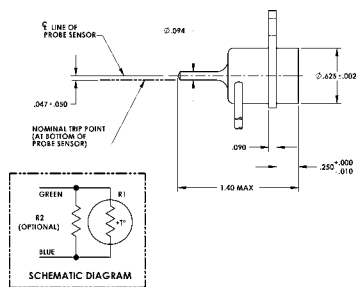 ℄ LINE OF
PROBE SENSOR
∅.094
∅.625±.002
.047±.050
NOMINAL TRIP POINT
(AT BOTTOM OF
PROBE SENSOR)
.090
.250+.000
-.010
1.40 MAX
GREEN
R1
R2
(OPTIONAL)
+T°
BLUE
SCHEMATIC DIAGRAM